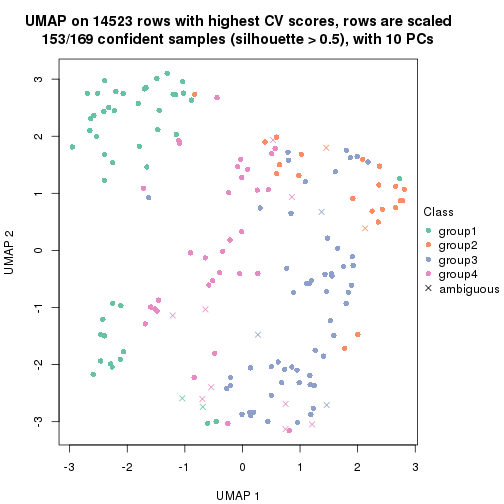 UMAP on 14523 rows with highest CV scores, rows are scaled
153/169 confident samples (silhouette > 0.5), with 10 PCs
3
2
1
0
-1
-2
-3
UMAP 2
-3
-2
-1
0
1
2
3
UMAP 1
Class
group1
group2
group3
group4
ambiguous